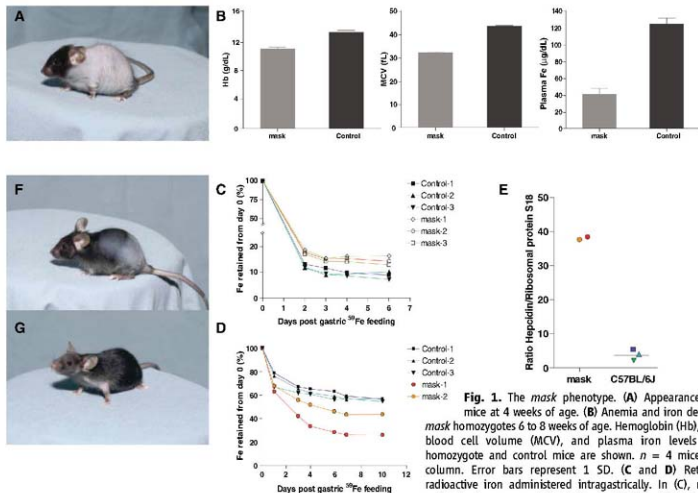 A
B
Hb (g/dL)
16
12
8
4
0
mask
Control
MCV (fL)
50
40
30
20
10
0
mask
Control
Plasma Fe (µg/dL)
140
120
100
80
60
40
20
0
mask
Control
F
C
Fe retained from day 0 (%)
100
75
50
20
10
0
0 1 2 3 4 5 6 7
Days post gastric ⁵⁹Fe feeding
Control-1
Control-2
Control-3
mask-1
mask-2
mask-3
E
Ratio Hepcidin/Ribosomal protein S18
50
40
30
20
10
0
mask
C57BL/6J
G
D
Fe retained from day 0 (%)
100
80
60
40
20
0
0 2 4 6 8 10 12
Days post gastric ⁵⁹Fe feeding
Control-1
Control-2
Control-3
mask-1
mask-2
Fig. 1. The mask phenotype. (A) Appearance
mice at 4 weeks of age. (B) Anemia and iron de
mask homozygotes 6 to 8 weeks of age. Hemoglobin (Hb),
blood cell volume (MCV), and plasma iron levels
homozygote and control mice are shown. n = 4 mice
column. Error bars represent 1 SD. (C and D) Ret
radioactive iron administered intragastrically. In (C), r